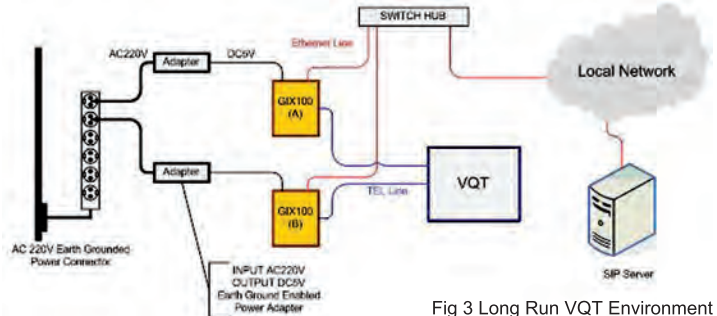 SWITCH HUB
Ethernet Line
AC220V
DC5V
Adapter
GIX100
(A)
Local Network
Adapter
GIX100
(B)
TEL Line
VQT
AC 220V Earth Grounded
Power Connector
INPUT AC220V
OUTPUT DC5V
Earth Ground Enabled
Power Adapter
SIP Server
Fig 3 Long Run VQT Environment